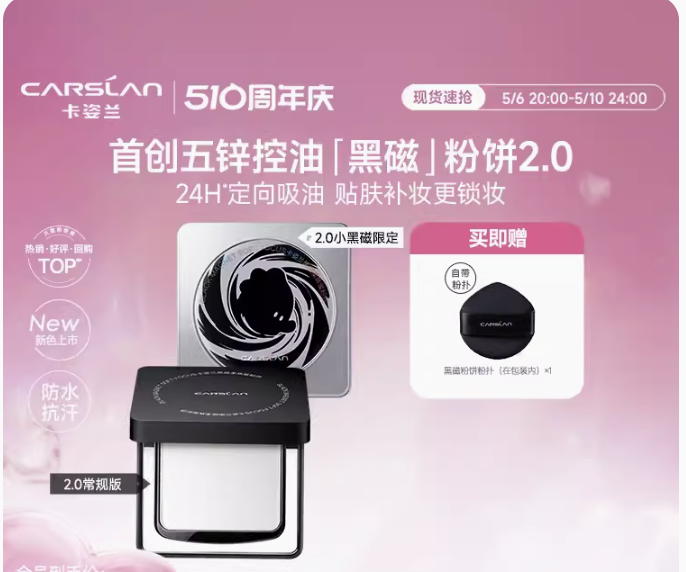 CARSLAN
卡姿兰
510周年庆
现货速抢
5/6 20:00-5/10 24:00
首创五锌控油「黑磁」粉饼2.0
24H*定向吸油 贴肤补妆更锁妆
热销·好评·回购
TOP
New
新色上市
防水
抗汗
2.0小黑磁限定
买即赠
自带
粉扑
CARSLAN
黑磁粉饼粉扑（在包装内）×1
CARSLAN
CARSLAN
2.0常规版